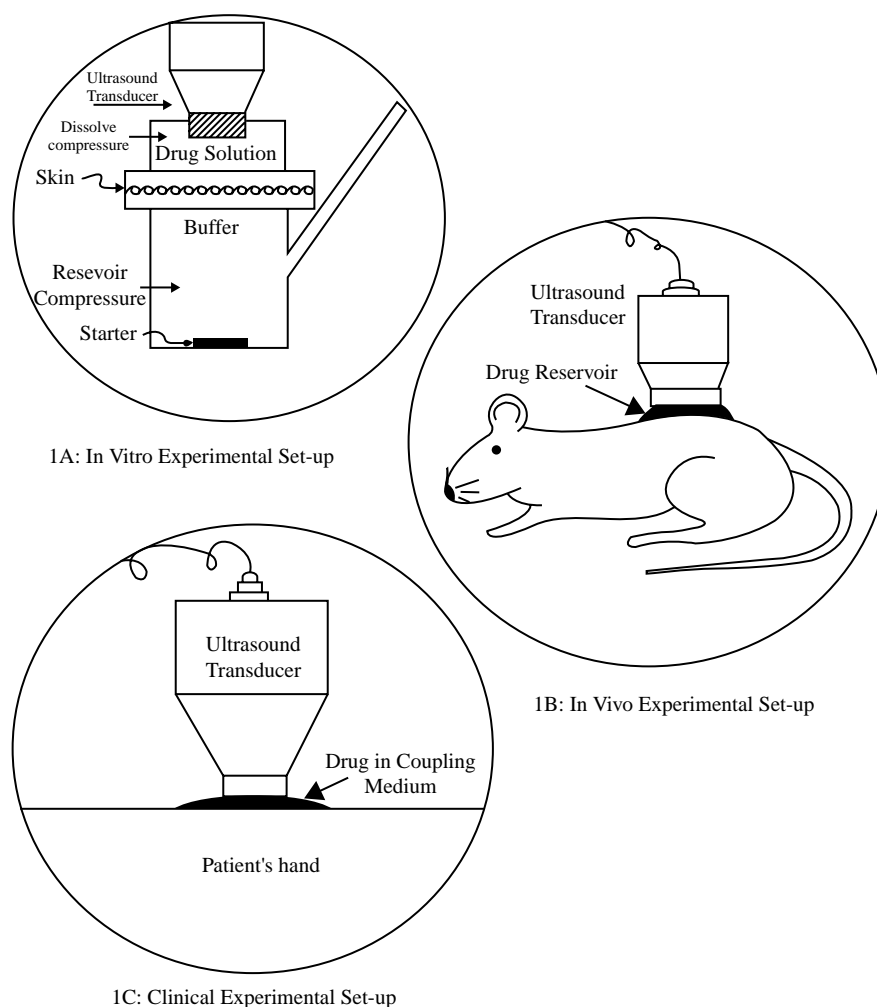 Ultrasound
Transducer
Dissolve
compressure
Drug Solution
Skin
Buffer
Resevoir
Compressure
Starter
1A: In Vitro Experimental Set-up
Ultrasound
Transducer
Drug Reservoir
1B: In Vivo Experimental Set-up
Ultrasound
Transducer
Drug in Coupling
Medium
Patient's hand
1C: Clinical Experimental Set-up